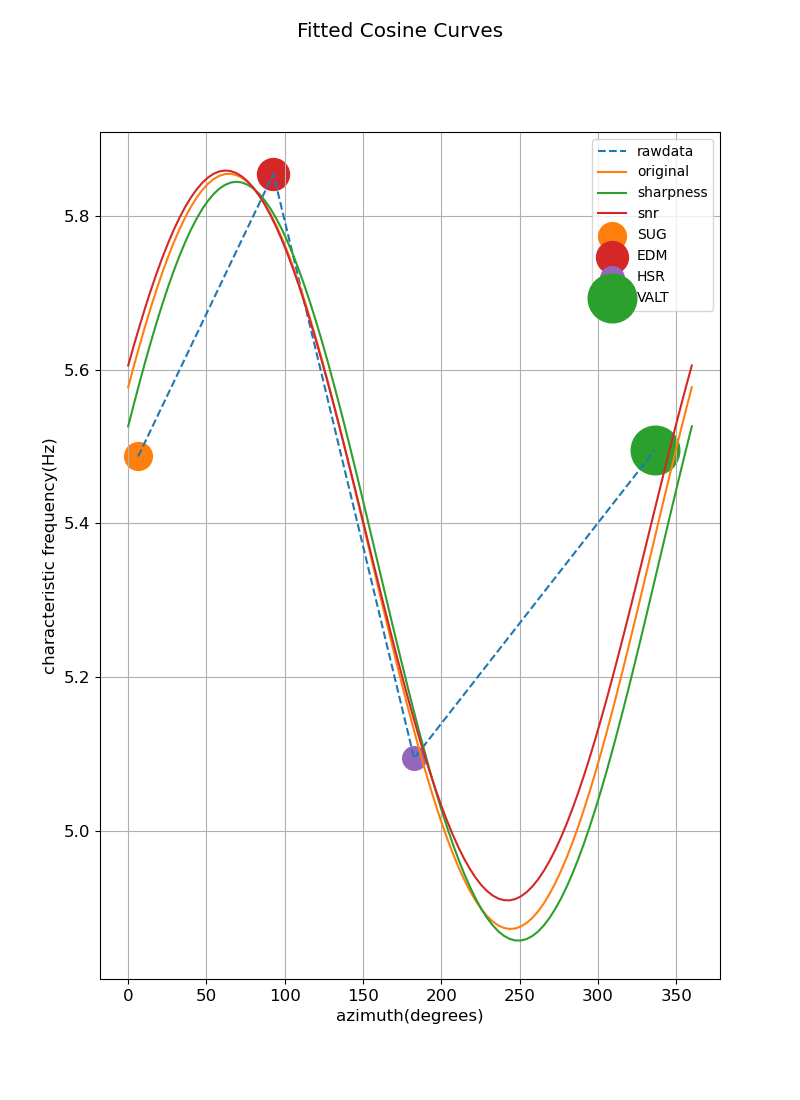 Fitted Cosine Curves
rawdata
original
sharpness
snr
SUG
EDM
HSR
VALT
5.8
5.6
5.4
5.2
5.0
characteristic frequency(Hz)
0 50 100 150 200 250 300 350
azimuth(degrees)